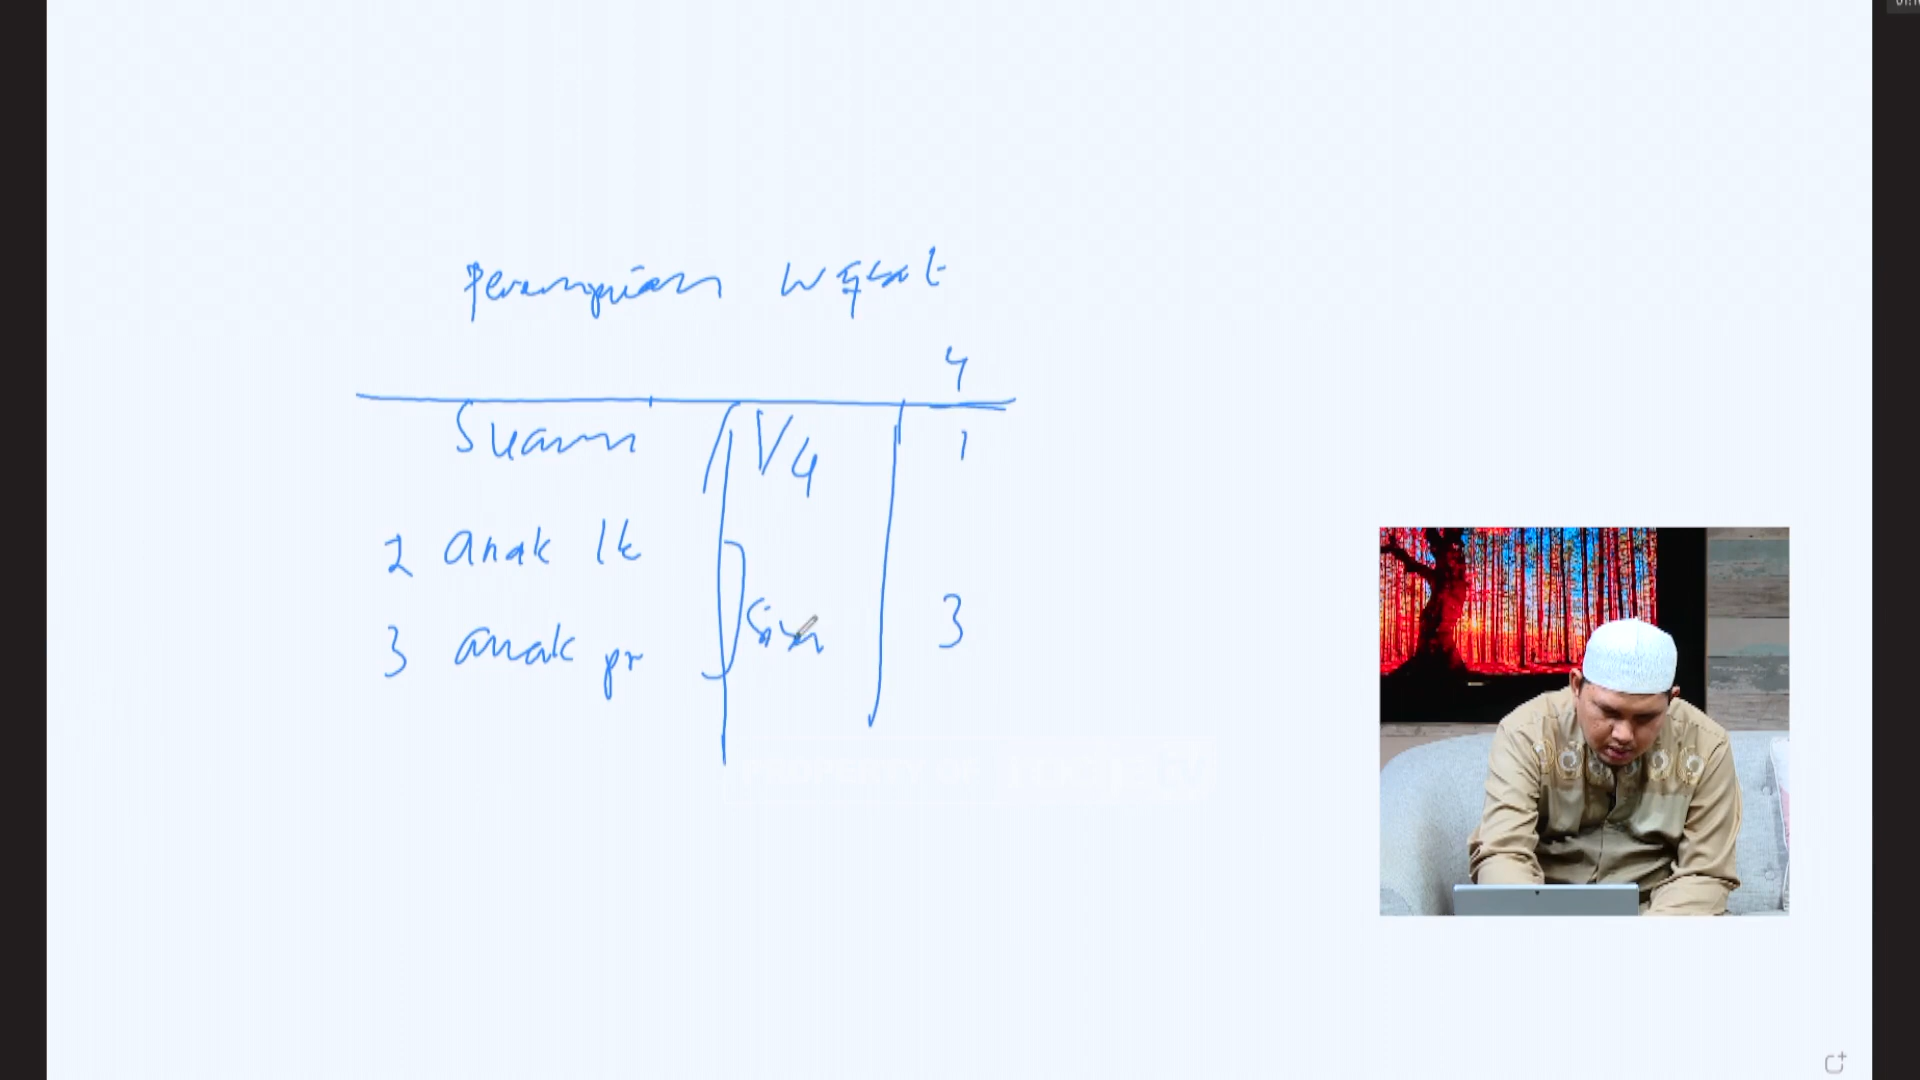 Perempuan wafat
4
Suami 1/4 1
2 anak lk
sisa 3
3 anak pr